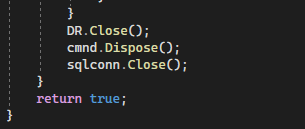 }
DR.Close();
cmnd.Dispose();
sqlconn.Close();
}
return true;
}